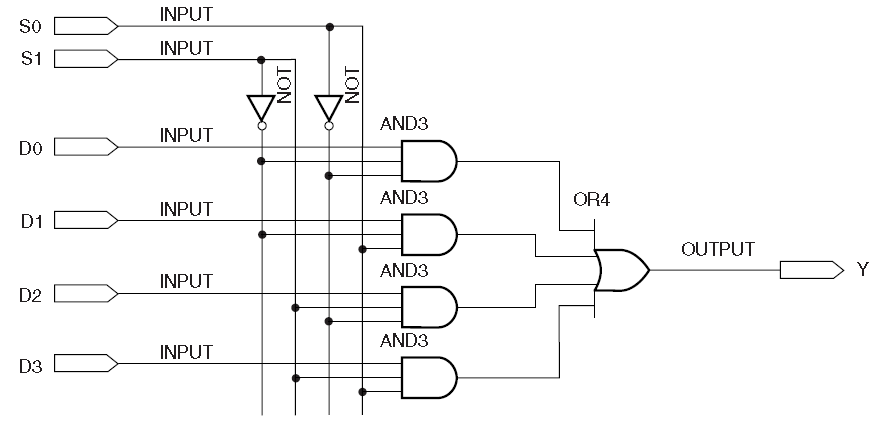 S0 INPUT
S1 INPUT
NOT NOT
D0 INPUT AND3
D1 INPUT AND3 OR4
OUTPUT Y
D2 INPUT AND3
D3 INPUT AND3